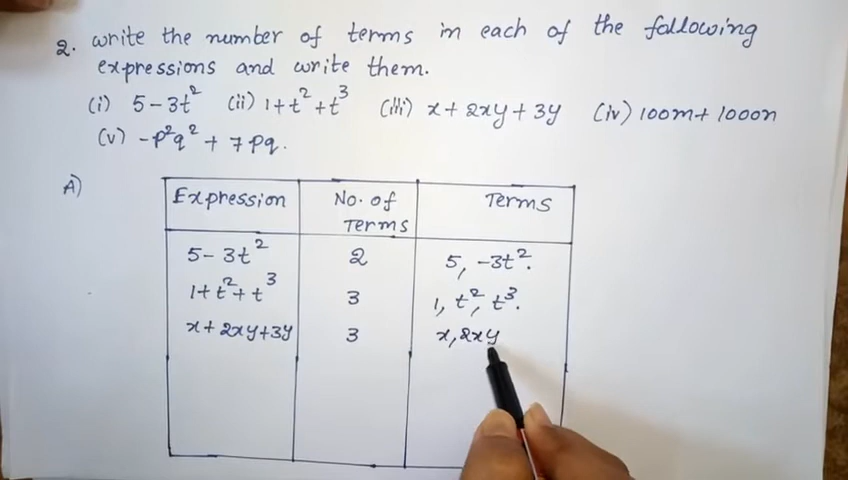 2. write the number of terms in each of the following
expressions and write them.
(i) 5-3t² (ii) 1+t²+t³ (iii) x+2xy+3y (iv) 100m+1000n
(v) -p²q²+7pq.
A)
Expression No. of Terms Terms
5-3t² 2 5, -3t².
1+t²+t³ 3 1, t², t³.
x+2xy+3y 3 x, 2xy